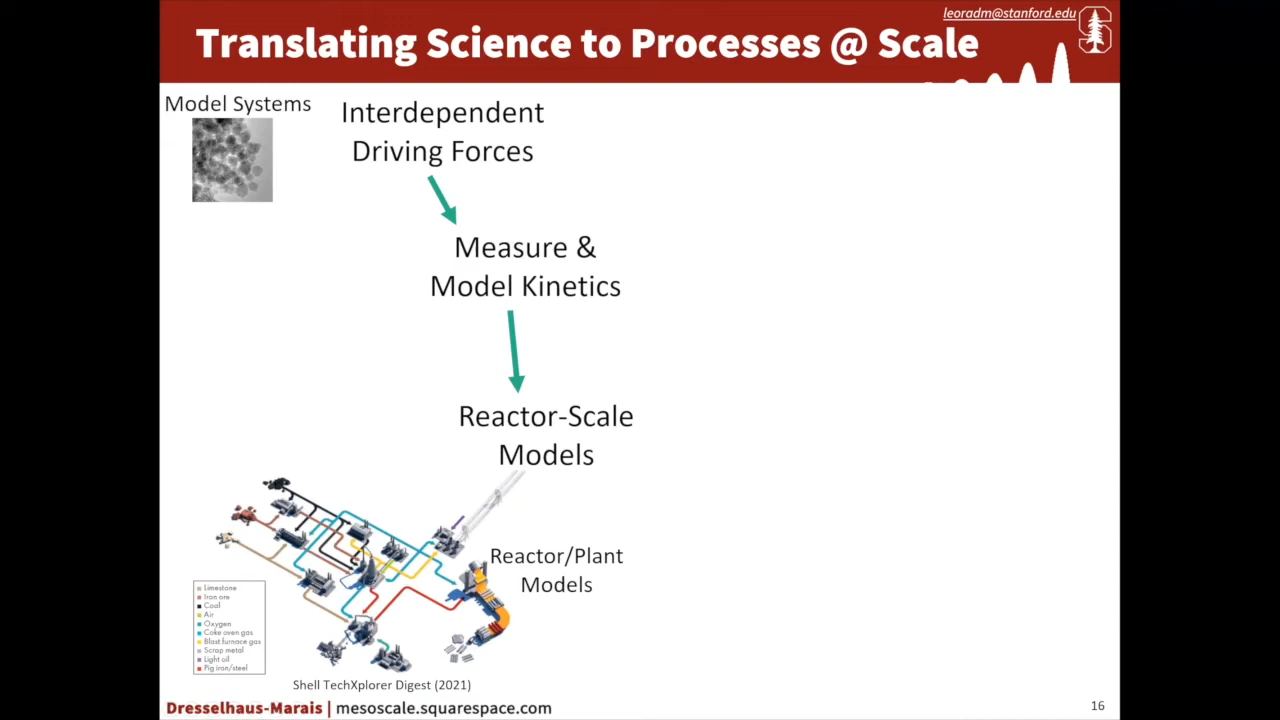 leoradm@stanford.edu
Translating Science to Processes @ Scale
Model Systems
Interdependent
Driving Forces
Measure &
Model Kinetics
Reactor-Scale
Models
Reactor/Plant
Models
Limestone
Iron ore
Coal
Air
Oxygen
Coke oven gas
Blast furnace gas
Scrap metal
Light oil
Pig iron/steel
Shell TechXplorer Digest (2021)
Dresselhaus-Marais | mesoscale.squarespace.com
16